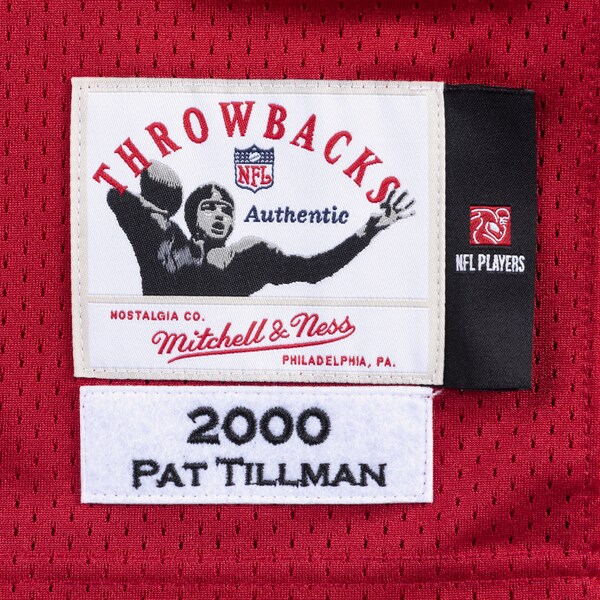 THROWBACKS
NFL
Authentic
NOSTALGIA CO.
Mitchell & Ness
PHILADELPHIA, PA.
NFL PLAYERS
2000
PAT TILLMAN